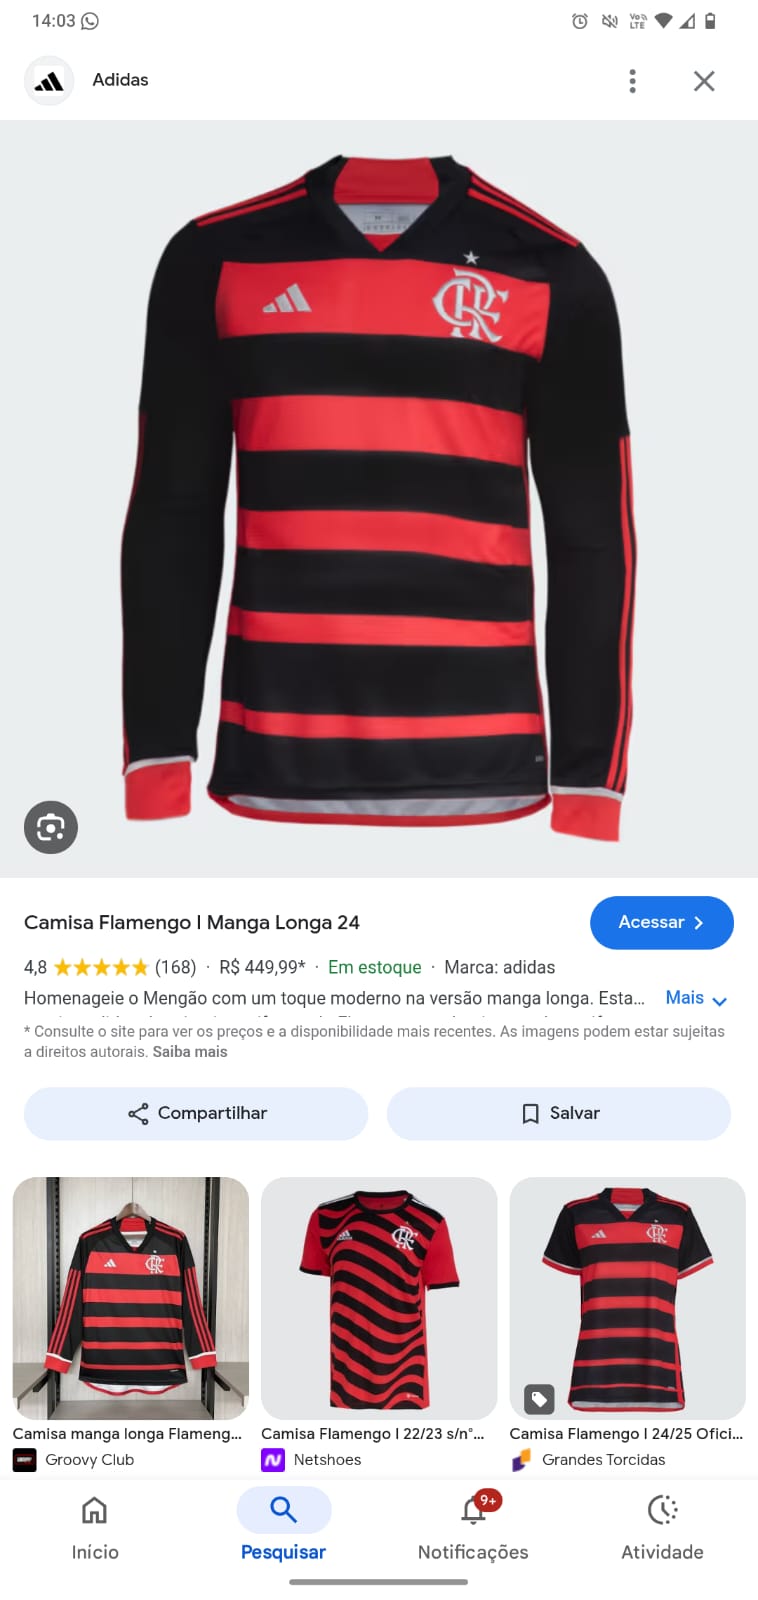 14:03
Vo LTE
Adidas
Camisa Flamengo I Manga Longa 24
Acessar
4,8 (168) · R$ 449,99* · Em estoque · Marca: adidas
Homenageie o Mengão com um toque moderno na versão manga longa. Esta... Mais
* Consulte o site para ver os preços e a disponibilidade mais recentes. As imagens podem estar sujeitas
a direitos autorais. Saiba mais
Compartilhar
Salvar
Camisa manga longa Flameng...
Groovy Club
Camisa Flamengo I 22/23 s/n°...
Netshoes
Camisa Flamengo I 24/25 Ofici...
Grandes Torcidas
9+
Início
Pesquisar
Notificações
Atividade